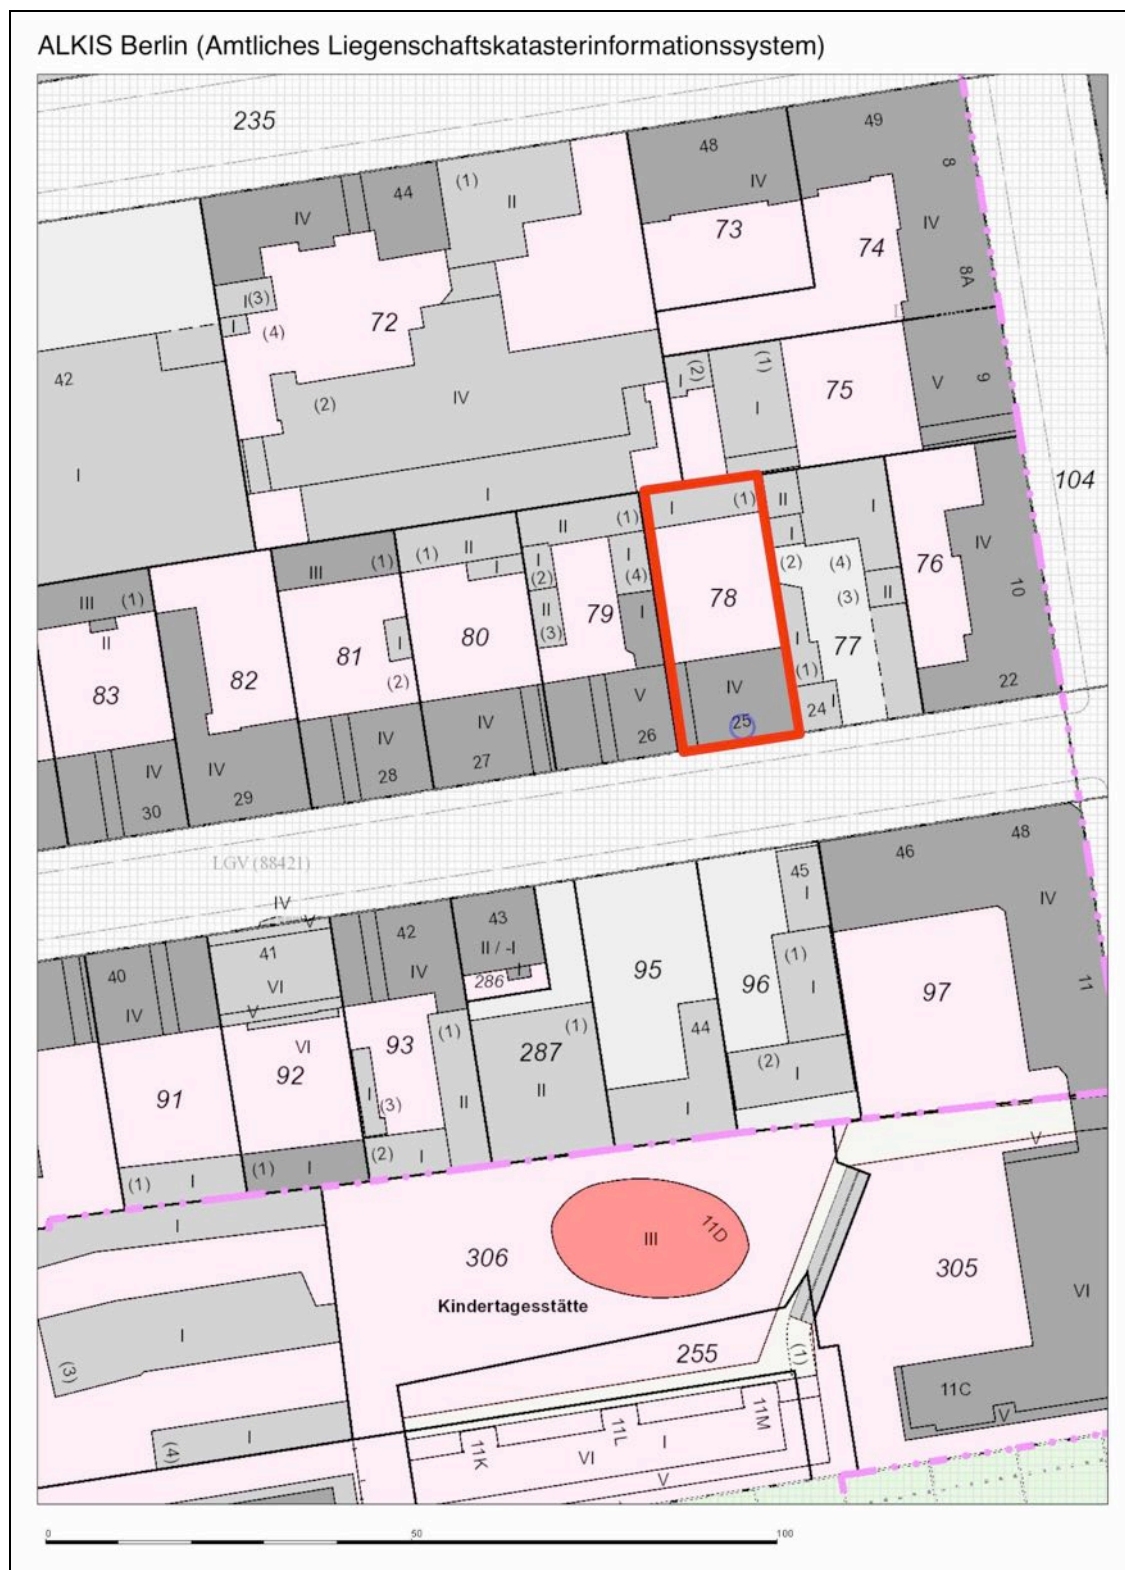 ALKIS Berlin (Amtliches Liegenschaftskatasterinformationssystem)
235
48
49
8
IV
44
(1)
II
IV
73
74
IV
8A
I(3)
I
(4)
72
42
(2)
IV
I
(2)
(1)
75
V
9
I
I
I
104
III
(1)
(1)
II
I
II
(1)
I
(1)
II
I
76
IV
10
III
(1)
II
I
(2)
I
(4)
I
(2)
(4)
II
(3)
79
I
78
(3)
II
83
82
81
I
(2)
80
I
77
(1)
IV
V
26
IV
25
24
I
22
IV
30
IV
29
IV
28
IV
27
LGV (88421)
IV
V
45
I
46
48
IV
40
IV
41
VI
V
42
IV
43
II / -I
I
286
95
96
(1)
I
97
11
91
VI
92
93
(1)
I
(3)
II
287
(1)
II
44
I
(2)
I
V
(1)
I
(1)
I
(2)
I
I
306
III
11D
305
VI
Kindertagesstätte
I
(3)
255
(1)
11C
V
(4)
I
11K
11L
11M
VI
I
V
0
50
100